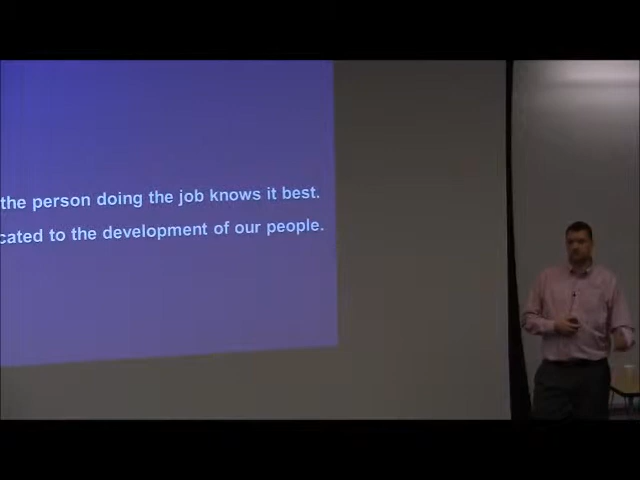 the person doing the job knows it best.
cated to the development of our people.